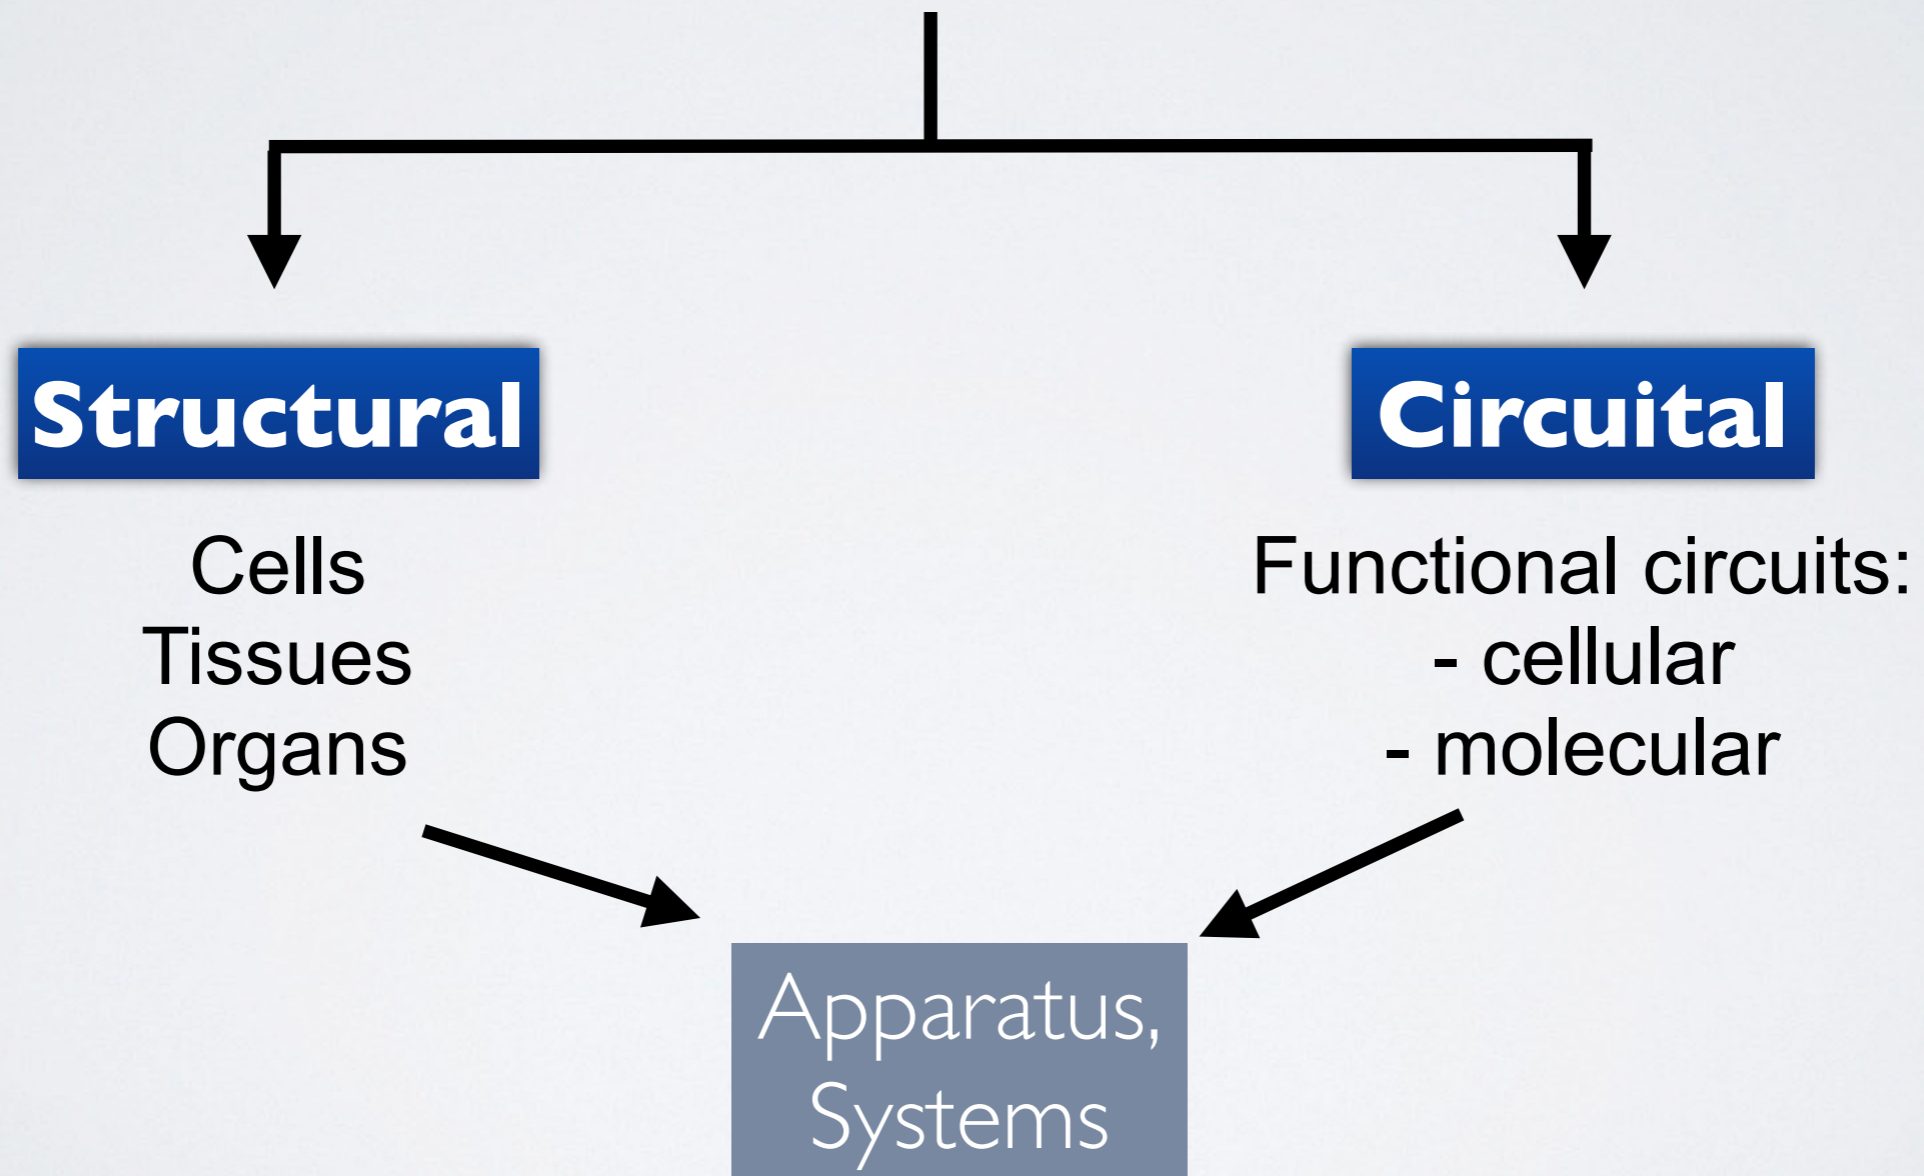 Structural
Cells
Tissues
Organs
Circuital
Functional circuits:
- cellular
- molecular
Apparatus,
Systems